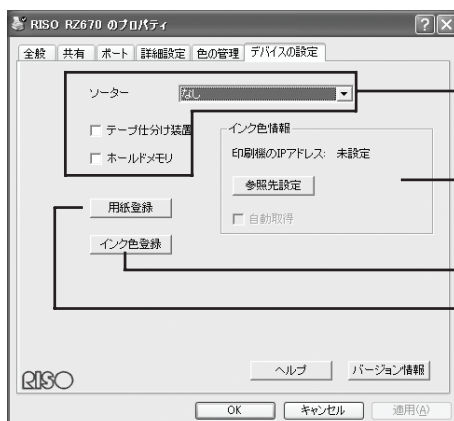 RISO RZ670 のプロパティ
全般 共有 ポート 詳細設定 色の管理 デバイスの設定
ソーター なし
テープ仕分け装置
ホールドメモリ
インク色情報
印刷機のIPアドレス: 未設定
参照先設定
自動取得
用紙登録
インク色登録
RISO
ヘルプ バージョン情報
OK キャンセル 適用(A)